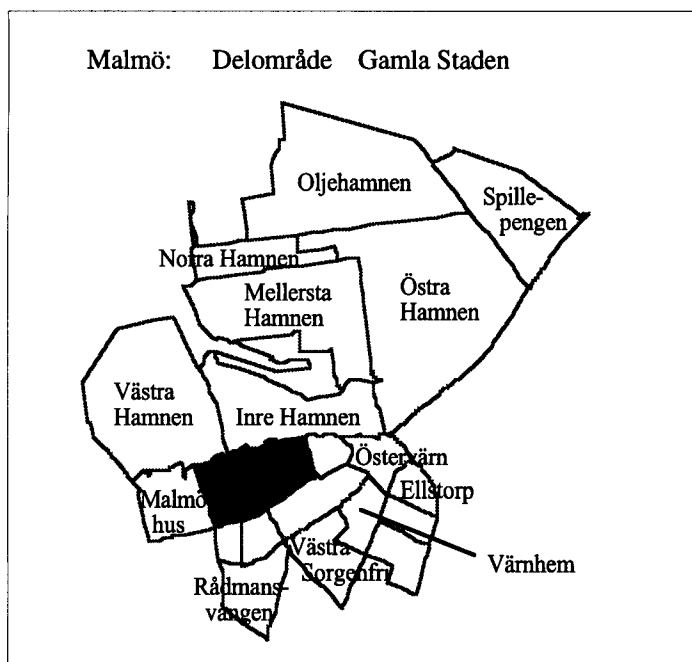 Malmö: Delområde Gamla Staden
Oljehamnen
Spille-
pengen
Norra Hamnen
Mellersta
Hamnen
Östra
Hamnen
Västra
Hamnen
Inre Hamnen
Östervärn
Ellstorp
Malmö
hus
Västra
Sorgenfri
Värnhem
Rådmans-
vången